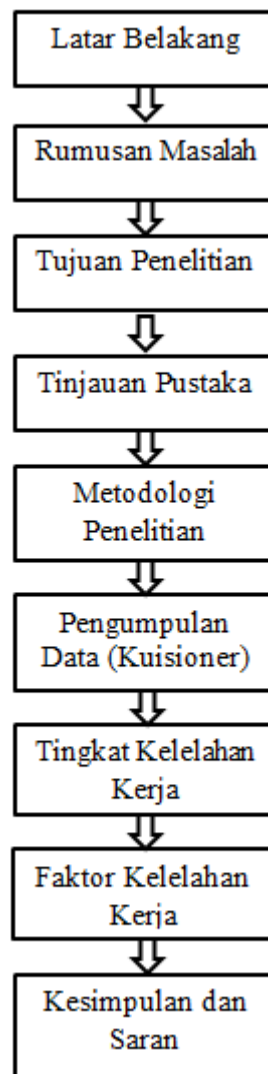 Latar Belakang
Rumusan Masalah
Tujuan Penelitian
Tinjauan Pustaka
Metodologi
Penelitian
Pengumpulan
Data (Kuisioner)
Tingkat Kelelahan
Kerja
Faktor Kelelahan
Kerja
Kesimpulan dan
Saran